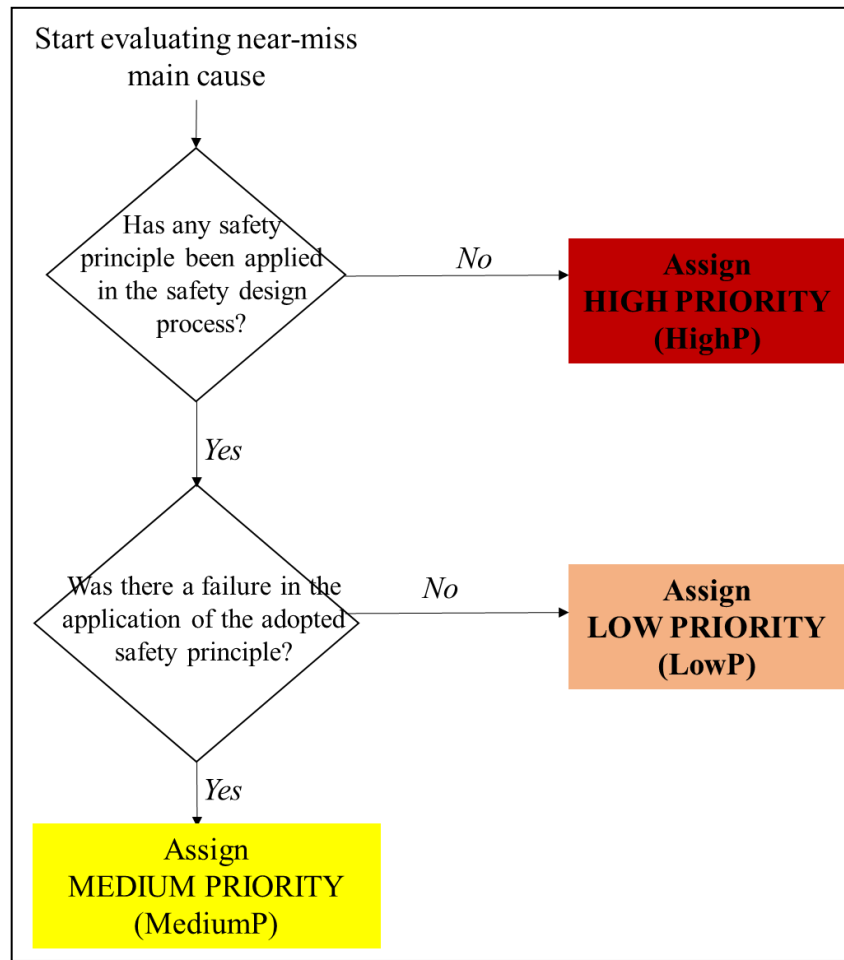 Start evaluating near-miss
main cause
Has any safety
principle been applied
in the safety design
process?
No
Assign
HIGH PRIORITY
(HighP)
Yes
Was there a failure in the
application of the adopted
safety principle?
No
Assign
LOW PRIORITY
(LowP)
Yes
Assign
MEDIUM PRIORITY
(MediumP)